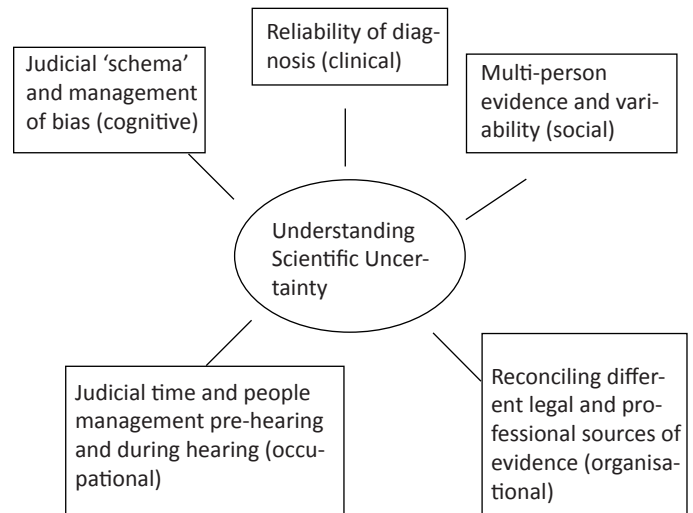 Reliability of diag-
nosis (clinical)
Judicial ‘schema’
and management
of bias (cognitive)
Multi-person
evidence and vari-
ability (social)
Understanding
Scientific Uncer-
tainty
Judicial time and people
management pre-hearing
and during hearing (occu-
pational)
Reconciling differ-
ent legal and pro-
fessional sources of
evidence (organisa-
tional)